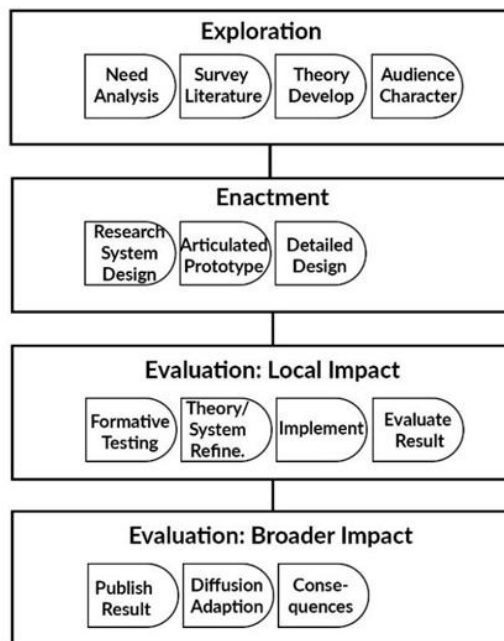 Exploration
Need
Analysis
Survey
Literature
Theory
Develop
Audience
Character
Enactment
Research
System
Design
Articulated
Prototype
Detailed
Design
Evaluation: Local Impact
Formative
Testing
Theory/
System
Refine.
Implement
Evaluate
Result
Evaluation: Broader Impact
Publish
Result
Diffusion
Adaption
Conse-
quences